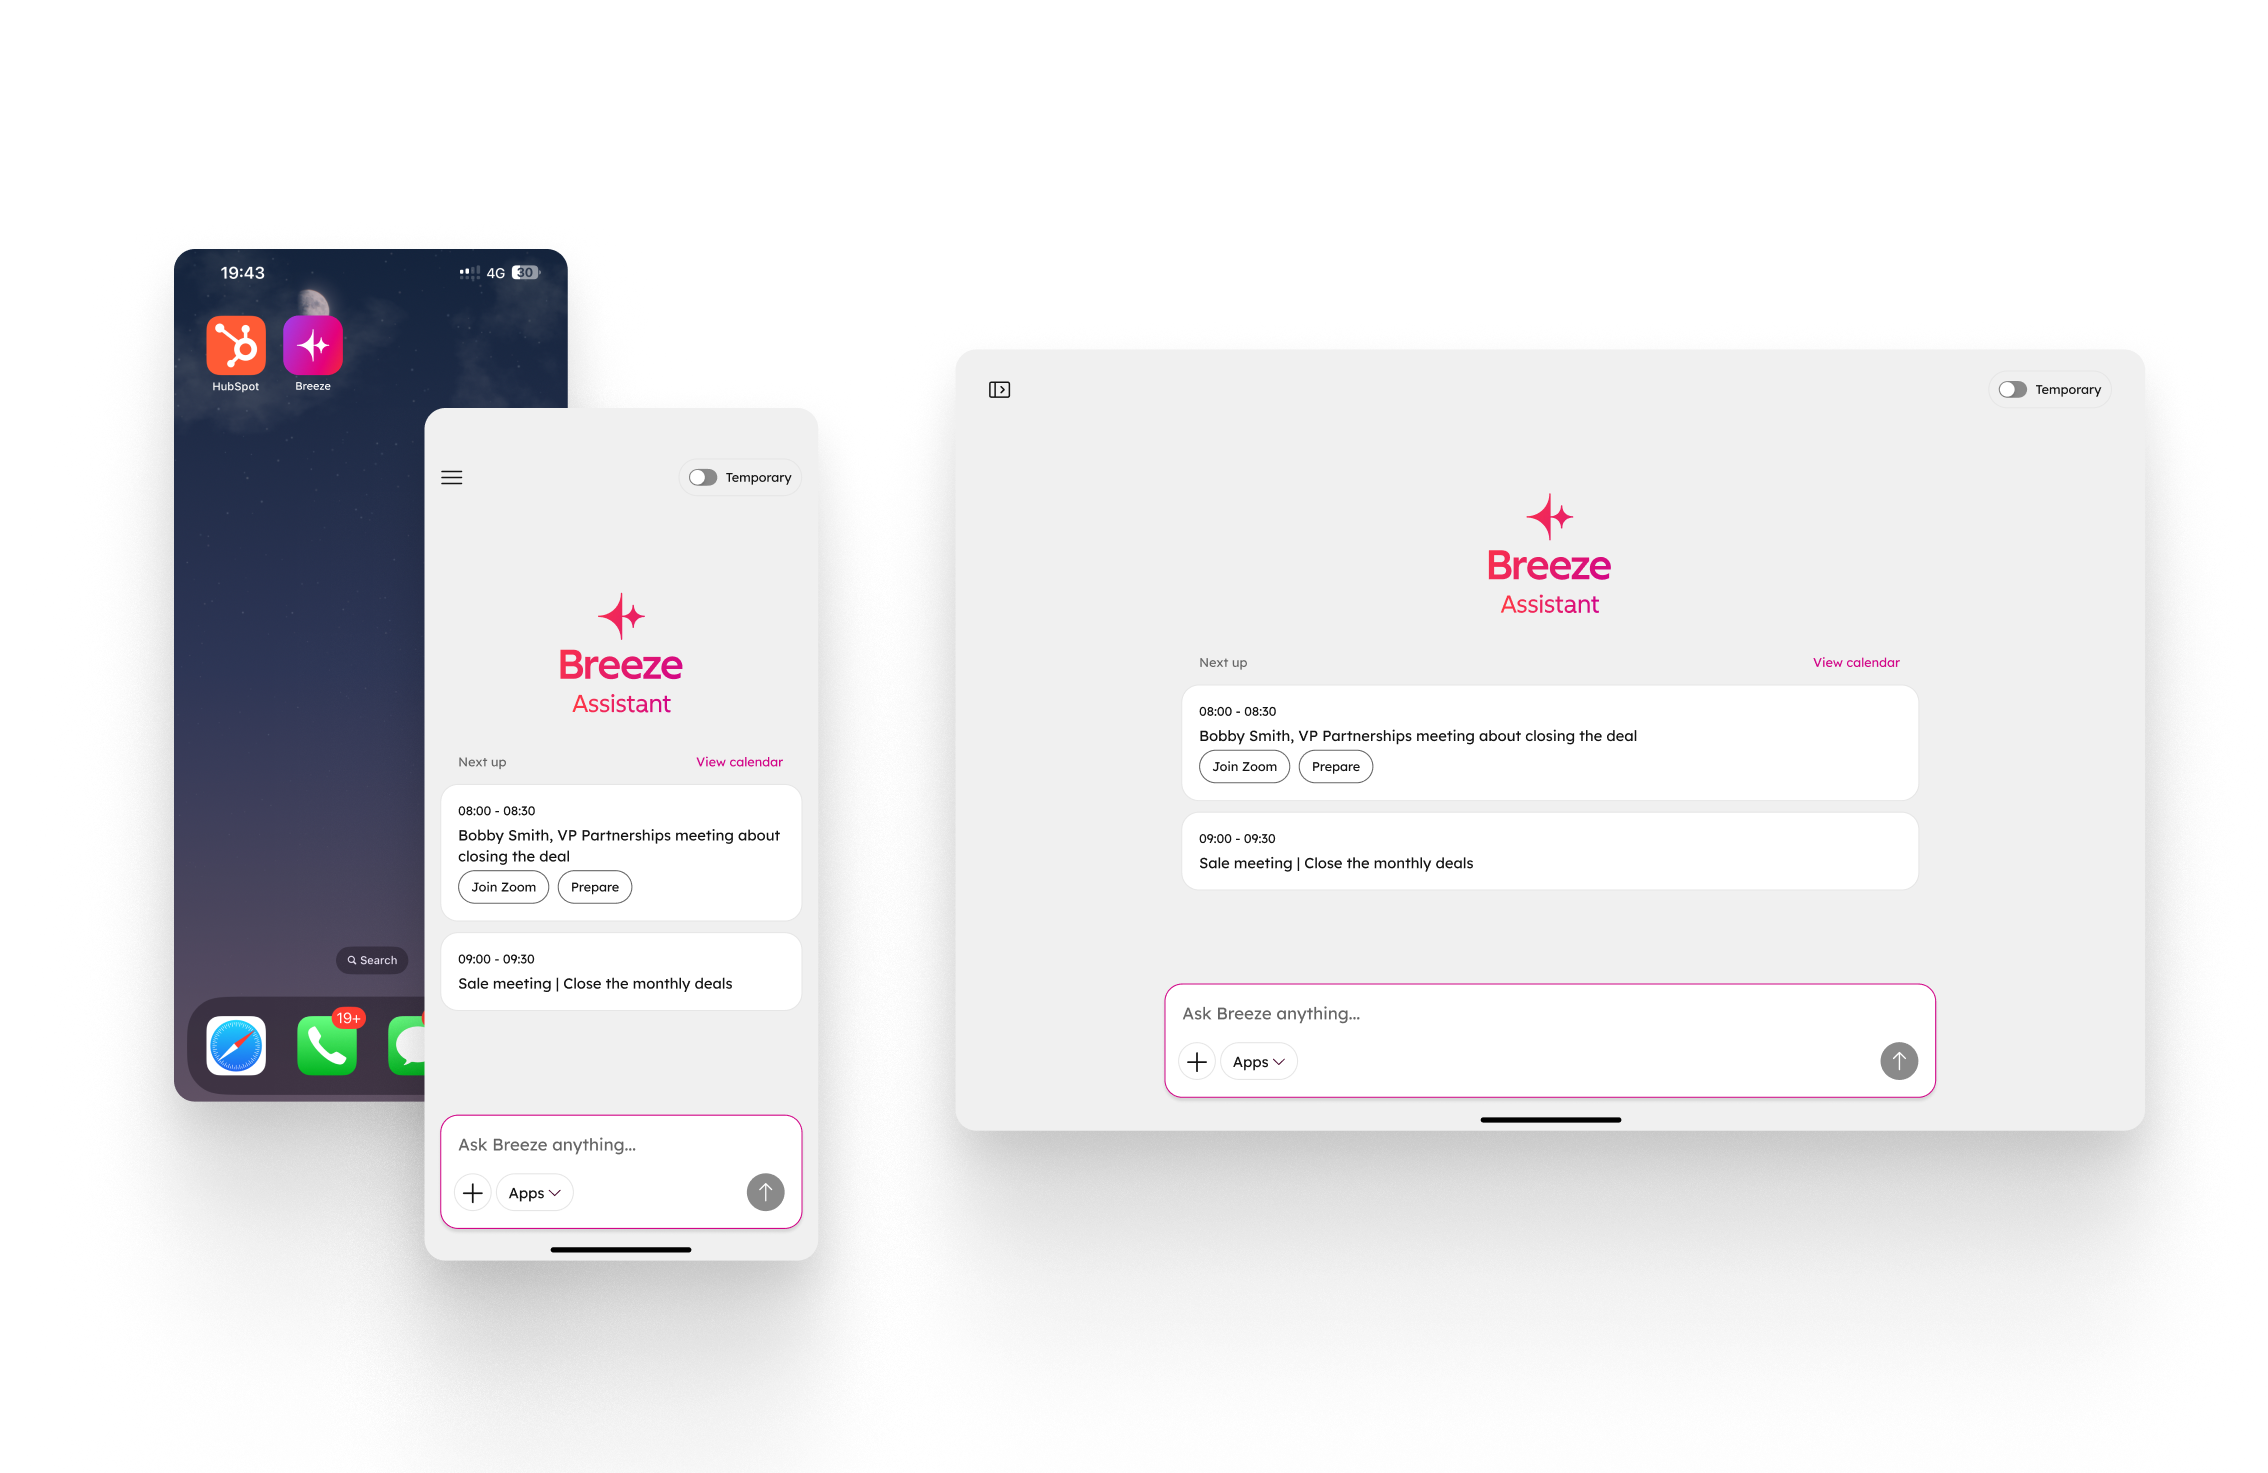 19:43
4G
30
HubSpot
Breeze
Search
19+
Temporary
Breeze
Assistant
Next up
View calendar
08:00 - 08:30
Bobby Smith, VP Partnerships meeting about
closing the deal
Join Zoom
Prepare
09:00 - 09:30
Sale meeting | Close the monthly deals
Ask Breeze anything...
Apps
Temporary
Breeze
Assistant
Next up
View calendar
08:00 - 08:30
Bobby Smith, VP Partnerships meeting about closing the deal
Join Zoom
Prepare
09:00 - 09:30
Sale meeting | Close the monthly deals
Ask Breeze anything...
Apps